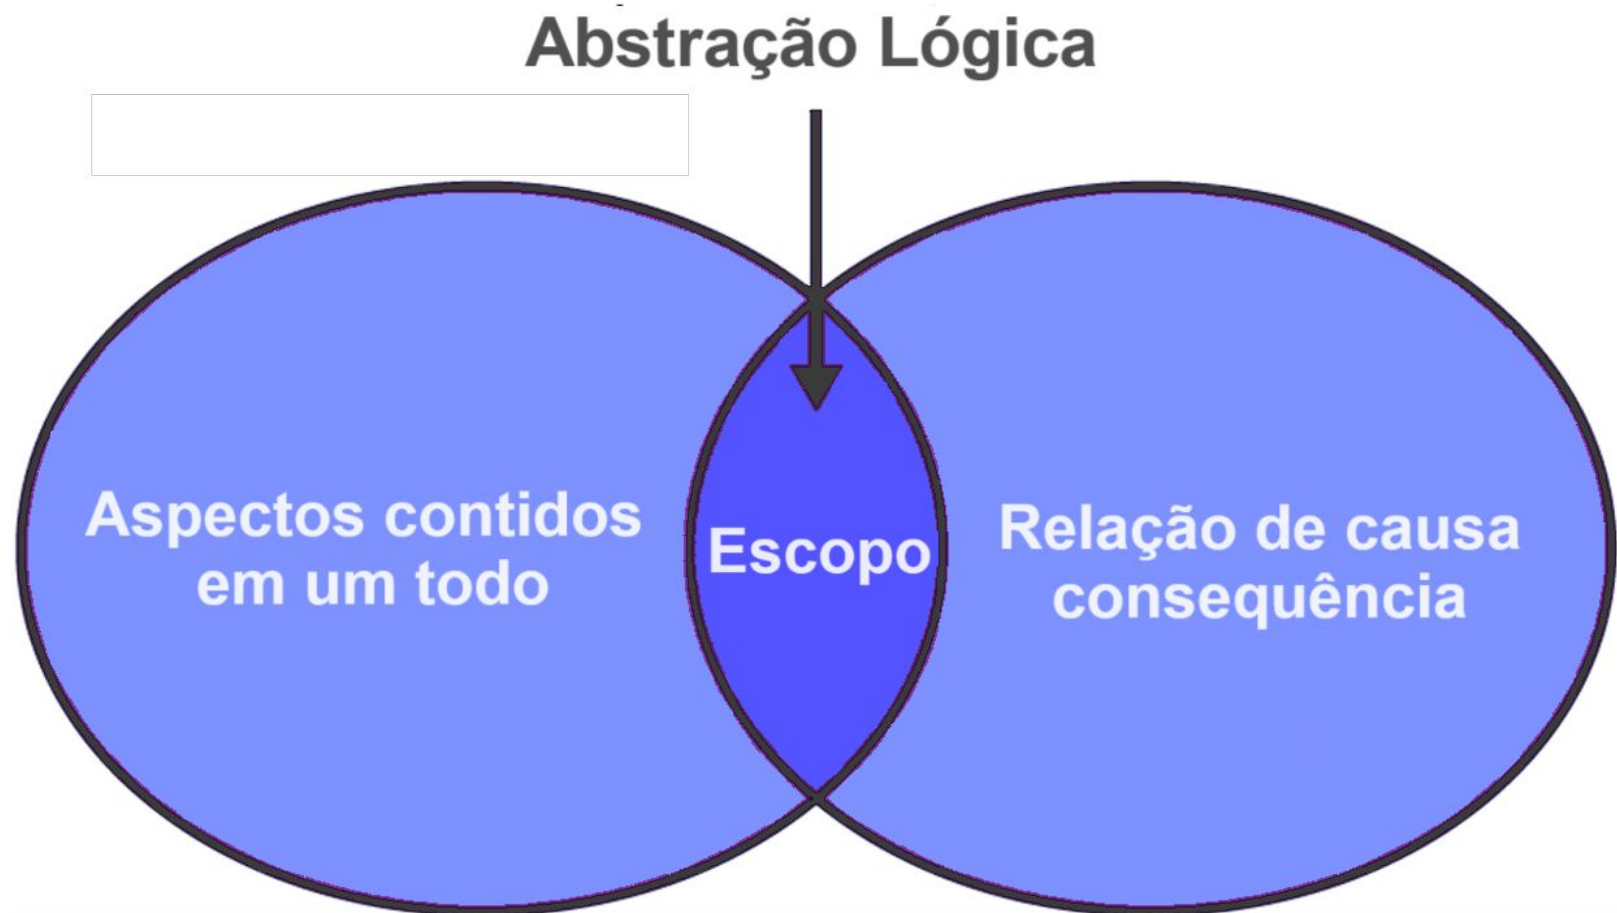 Abstração Lógica
Aspectos contidos
em um todo
Escopo
Relação de causa
consequência